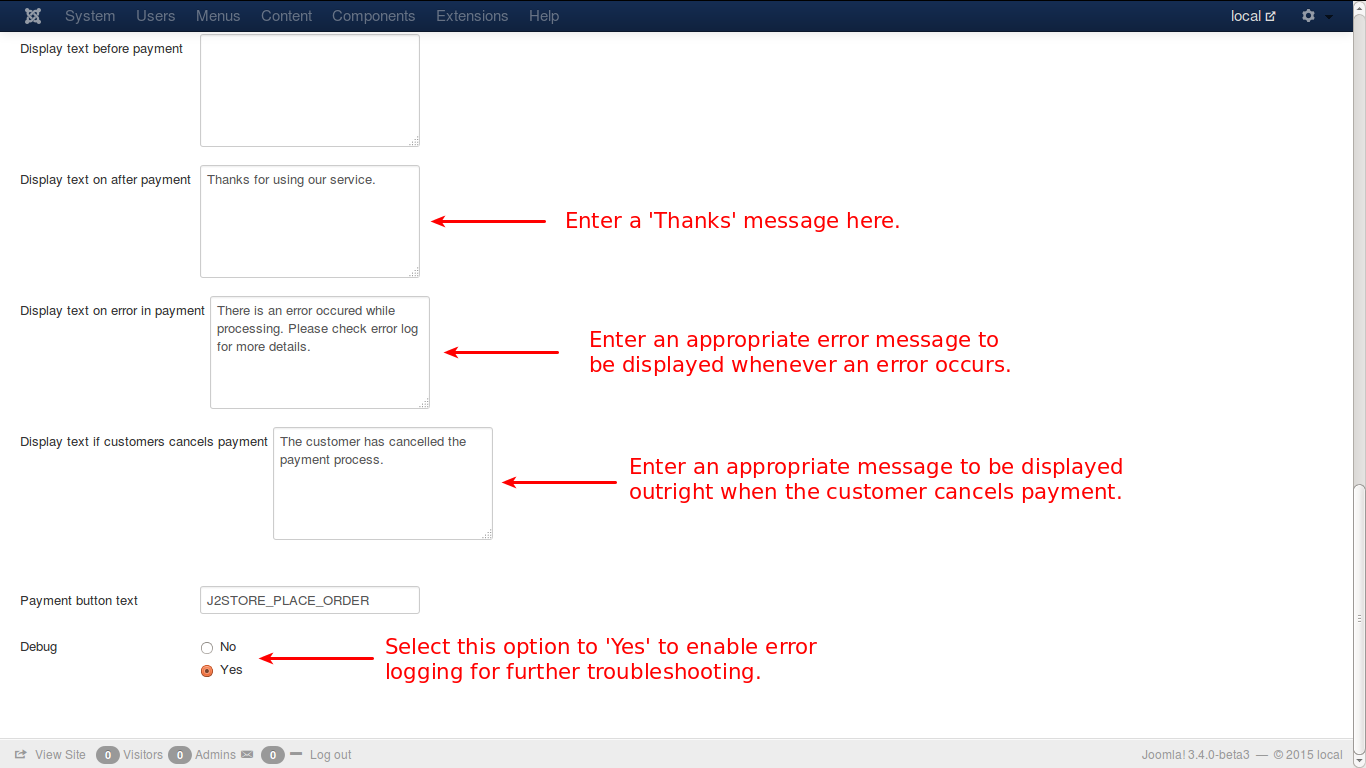 System Users Menus Content Components Extensions Help local
Display text before payment
Display text on after payment
Thanks for using our service.
Enter a 'Thanks' message here.
Display text on error in payment
There is an error occured while
processing. Please check error log
for more details.
Enter an appropriate error message to
be displayed whenever an error occurs.
Display text if customers cancels payment
The customer has cancelled the
payment process.
Enter an appropriate message to be displayed
outright when the customer cancels payment.
Payment button text
J2STORE_PLACE_ORDER
Debug
No
Yes
Select this option to 'Yes' to enable error
logging for further troubleshooting.
View Site 0 Visitors 0 Admins 0 Log out Joomla! 3.4.0-beta3 — © 2015 local